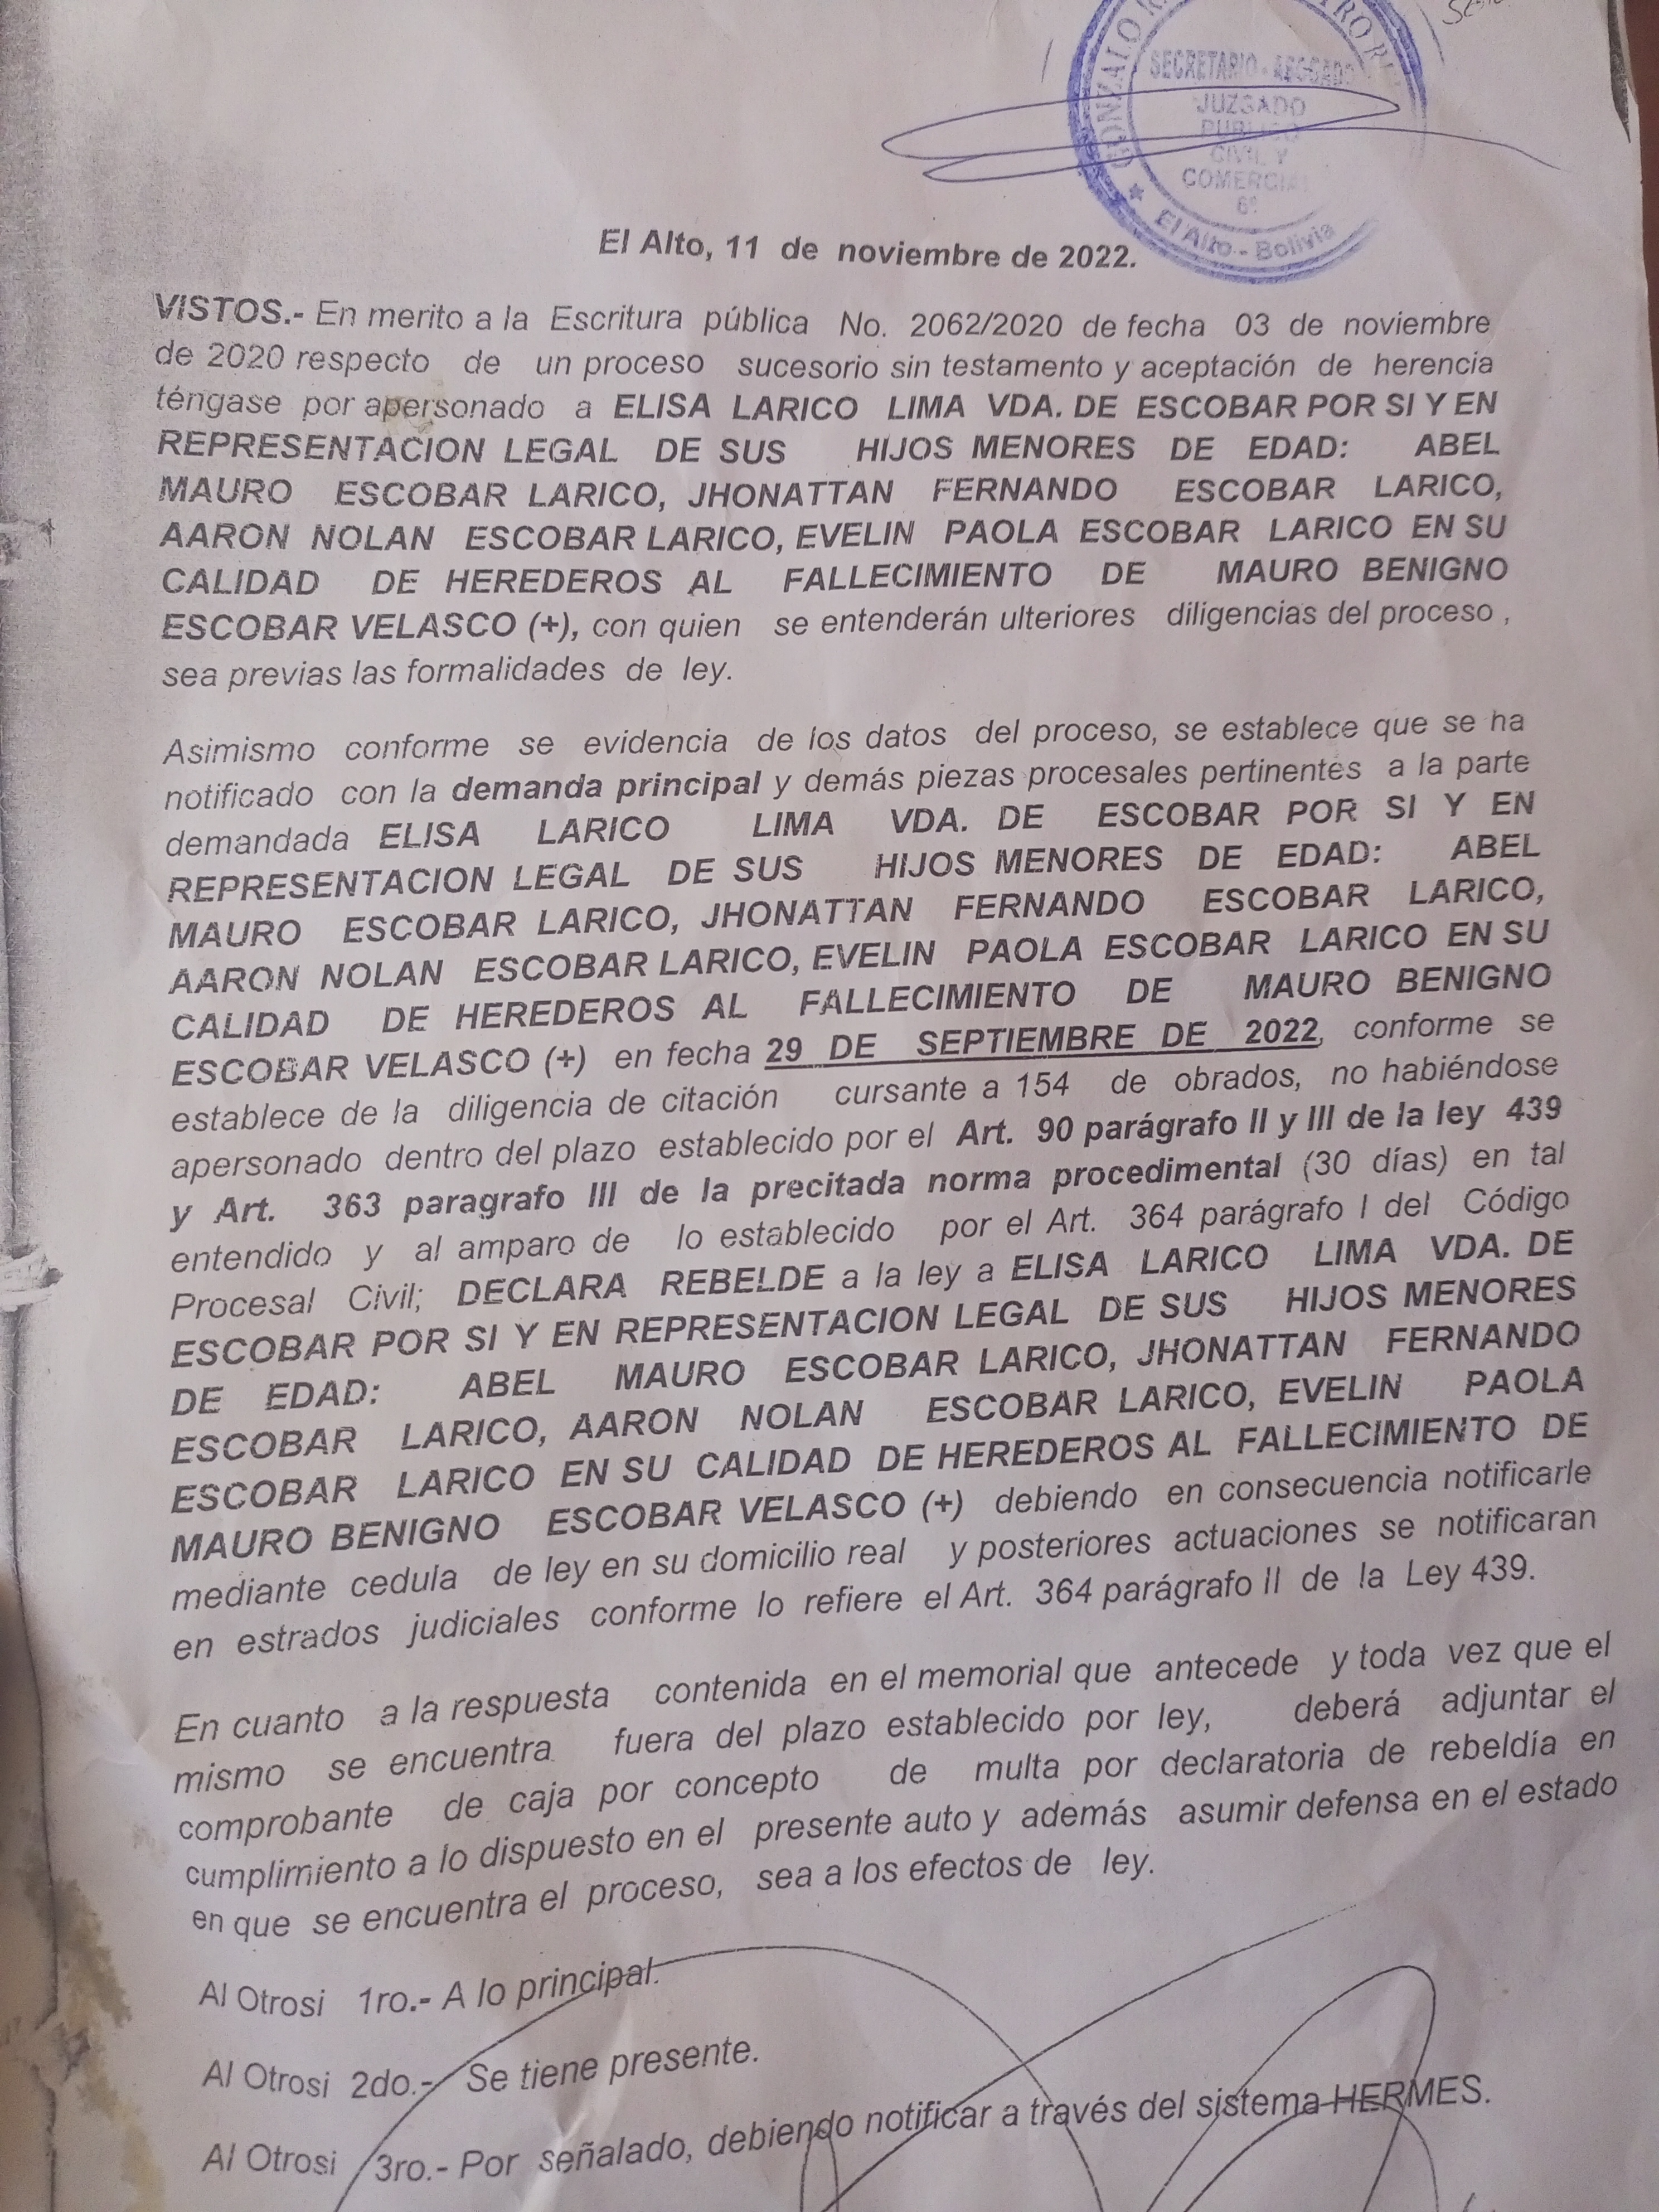 GONZALO
SECRETARIO - ABOGADO
JUZGADO
PUBLICO
CIVIL Y
COMERCIAL
6º
El Alto - Bolivia
El Alto, 11 de noviembre de 2022.
VISTOS.- En merito a la Escritura pública No. 2062/2020 de fecha 03 de noviembre
de 2020 respecto de un proceso sucesorio sin testamento y aceptación de herencia
téngase por apersonado a ELISA LARICO LIMA VDA. DE ESCOBAR POR SI Y EN
REPRESENTACION LEGAL DE SUS HIJOS MENORES DE EDAD: ABEL
MAURO ESCOBAR LARICO, JHONATTAN FERNANDO ESCOBAR LARICO,
AARON NOLAN ESCOBAR LARICO, EVELIN PAOLA ESCOBAR LARICO EN SU
CALIDAD DE HEREDEROS AL FALLECIMIENTO DE MAURO BENIGNO
ESCOBAR VELASCO (+), con quien se entenderán ulteriores diligencias del proceso ,
sea previas las formalidades de ley.
Asimismo conforme se evidencia de los datos del proceso, se establece que se ha
notificado con la demanda principal y demás piezas procesales pertinentes a la parte
demandada ELISA LARICO LIMA VDA. DE ESCOBAR POR SI Y EN
REPRESENTACION LEGAL DE SUS HIJOS MENORES DE EDAD: ABEL
MAURO ESCOBAR LARICO, JHONATTAN FERNANDO ESCOBAR LARICO,
AARON NOLAN ESCOBAR LARICO, EVELIN PAOLA ESCOBAR LARICO EN SU
CALIDAD DE HEREDEROS AL FALLECIMIENTO DE MAURO BENIGNO
ESCOBAR VELASCO (+) en fecha 29 DE SEPTIEMBRE DE 2022, conforme se
establece de la diligencia de citación cursante a 154 de obrados, no habiéndose
apersonado dentro del plazo establecido por el Art. 90 parágrafo II y III de la ley 439
y Art. 363 paragrafo III de la precitada norma procedimental (30 días) en tal
entendido y al amparo de lo establecido por el Art. 364 parágrafo I del Código
Procesal Civil; DECLARA REBELDE a la ley a ELISA LARICO LIMA VDA. DE
ESCOBAR POR SI Y EN REPRESENTACION LEGAL DE SUS HIJOS MENORES
DE EDAD: ABEL MAURO ESCOBAR LARICO, JHONATTAN FERNANDO
ESCOBAR LARICO, AARON NOLAN ESCOBAR LARICO, EVELIN PAOLA
ESCOBAR LARICO EN SU CALIDAD DE HEREDEROS AL FALLECIMIENTO DE
MAURO BENIGNO ESCOBAR VELASCO (+) debiendo en consecuencia notificarle
mediante cedula de ley en su domicilio real y posteriores actuaciones se notificaran
en estrados judiciales conforme lo refiere el Art. 364 parágrafo II de la Ley 439.
En cuanto a la respuesta contenida en el memorial que antecede y toda vez que el
mismo se encuentra fuera del plazo establecido por ley, deberá adjuntar el
comprobante de caja por concepto de multa por declaratoria de rebeldía en
cumplimiento a lo dispuesto en el presente auto y además asumir defensa en el estado
en que se encuentra el proceso, sea a los efectos de ley.
Al Otrosi 1ro.- A lo principal.
Al Otrosi 2do.- Se tiene presente.
Al Otrosi 3ro.- Por señalado, debiendo notificar a través del sistema HERMES.